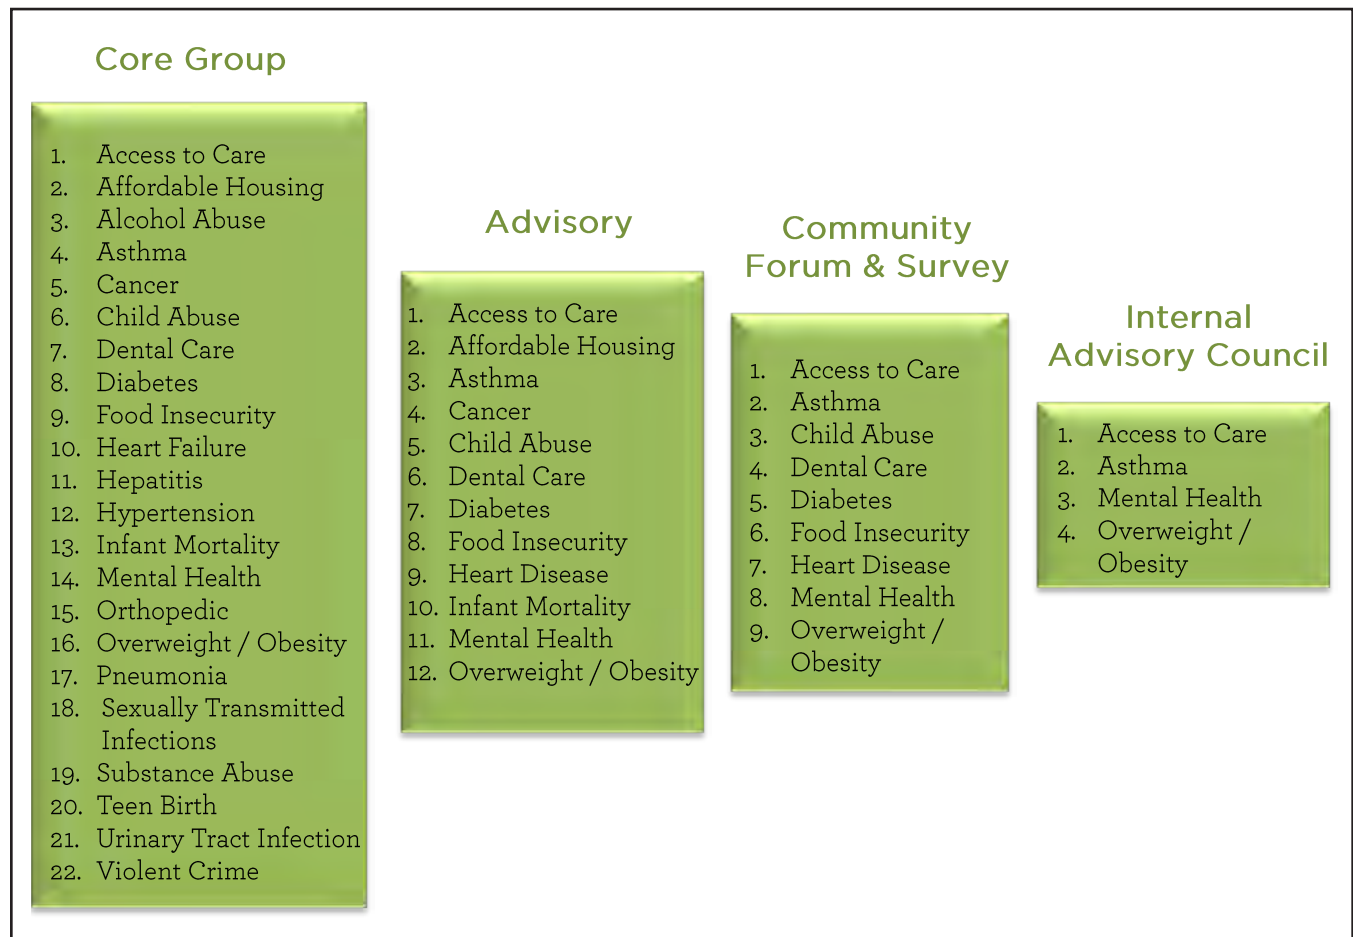 Core Group
1. Access to Care
2. Affordable Housing
3. Alcohol Abuse
4. Asthma
5. Cancer
6. Child Abuse
7. Dental Care
8. Diabetes
9. Food Insecurity
10. Heart Failure
11. Hepatitis
12. Hypertension
13. Infant Mortality
14. Mental Health
15. Orthopedic
16. Overweight / Obesity
17. Pneumonia
18. Sexually Transmitted
Infections
19. Substance Abuse
20. Teen Birth
21. Urinary Tract Infection
22. Violent Crime
Advisory
1. Access to Care
2. Affordable Housing
3. Asthma
4. Cancer
5. Child Abuse
6. Dental Care
7. Diabetes
8. Food Insecurity
9. Heart Disease
10. Infant Mortality
11. Mental Health
12. Overweight / Obesity
Community
Forum & Survey
1. Access to Care
2. Asthma
3. Child Abuse
4. Dental Care
5. Diabetes
6. Food Insecurity
7. Heart Disease
8. Mental Health
9. Overweight /
Obesity
Internal
Advisory Council
1. Access to Care
2. Asthma
3. Mental Health
4. Overweight /
Obesity